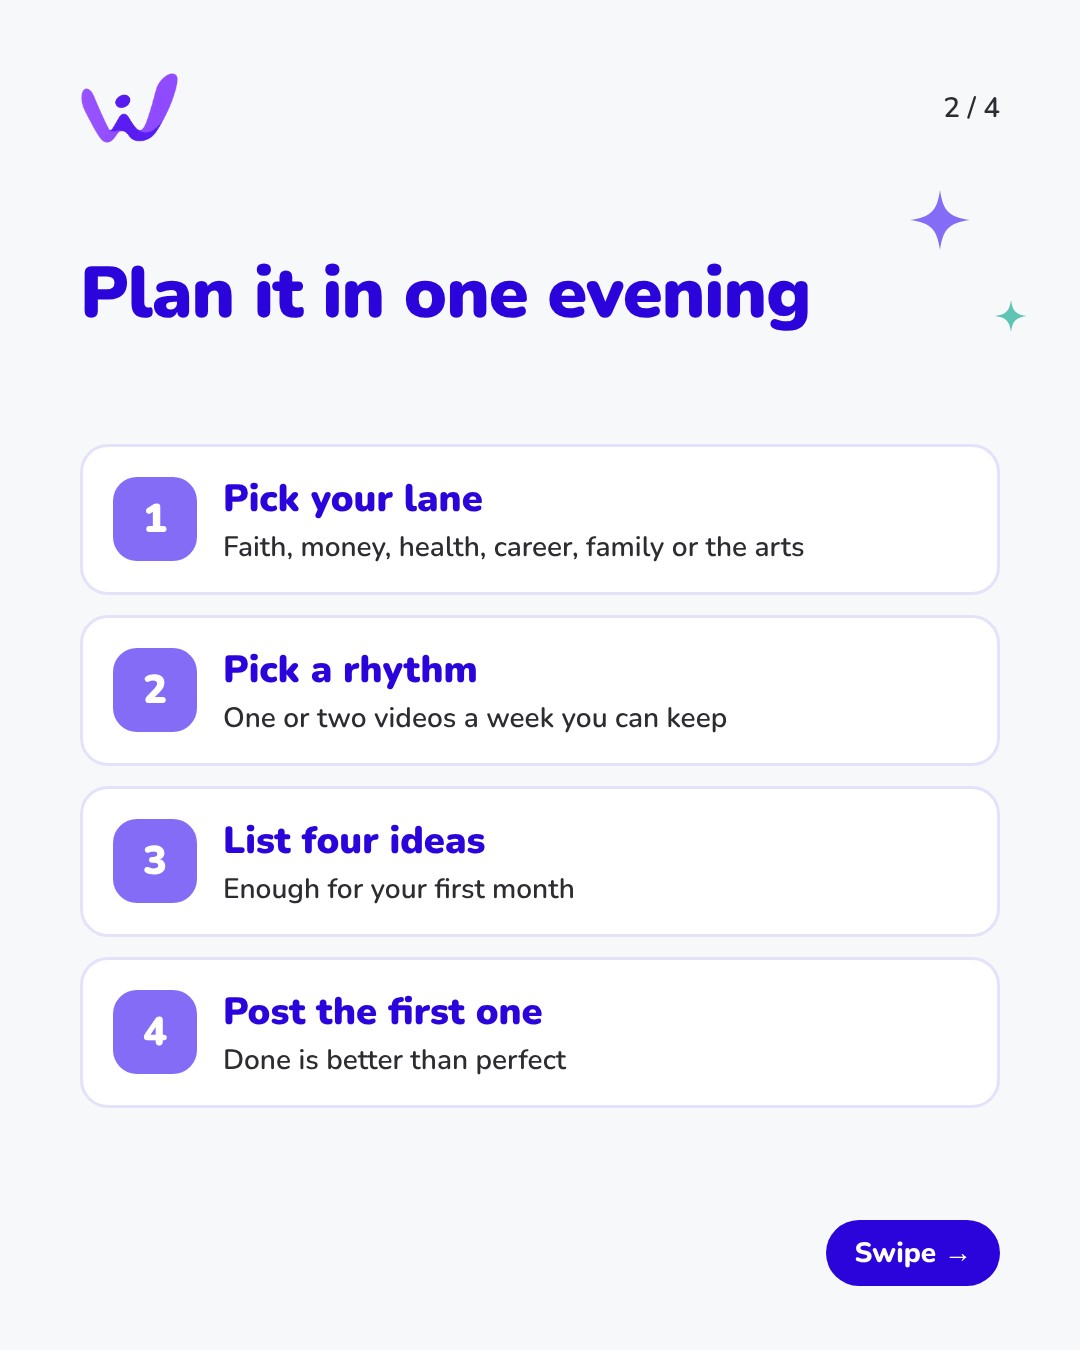 2 / 4
Plan it in one evening
1
Pick your lane
Faith, money, health, career, family or the arts
2
Pick a rhythm
One or two videos a week you can keep
3
List four ideas
Enough for your first month
4
Post the first one
Done is better than perfect
Swipe →